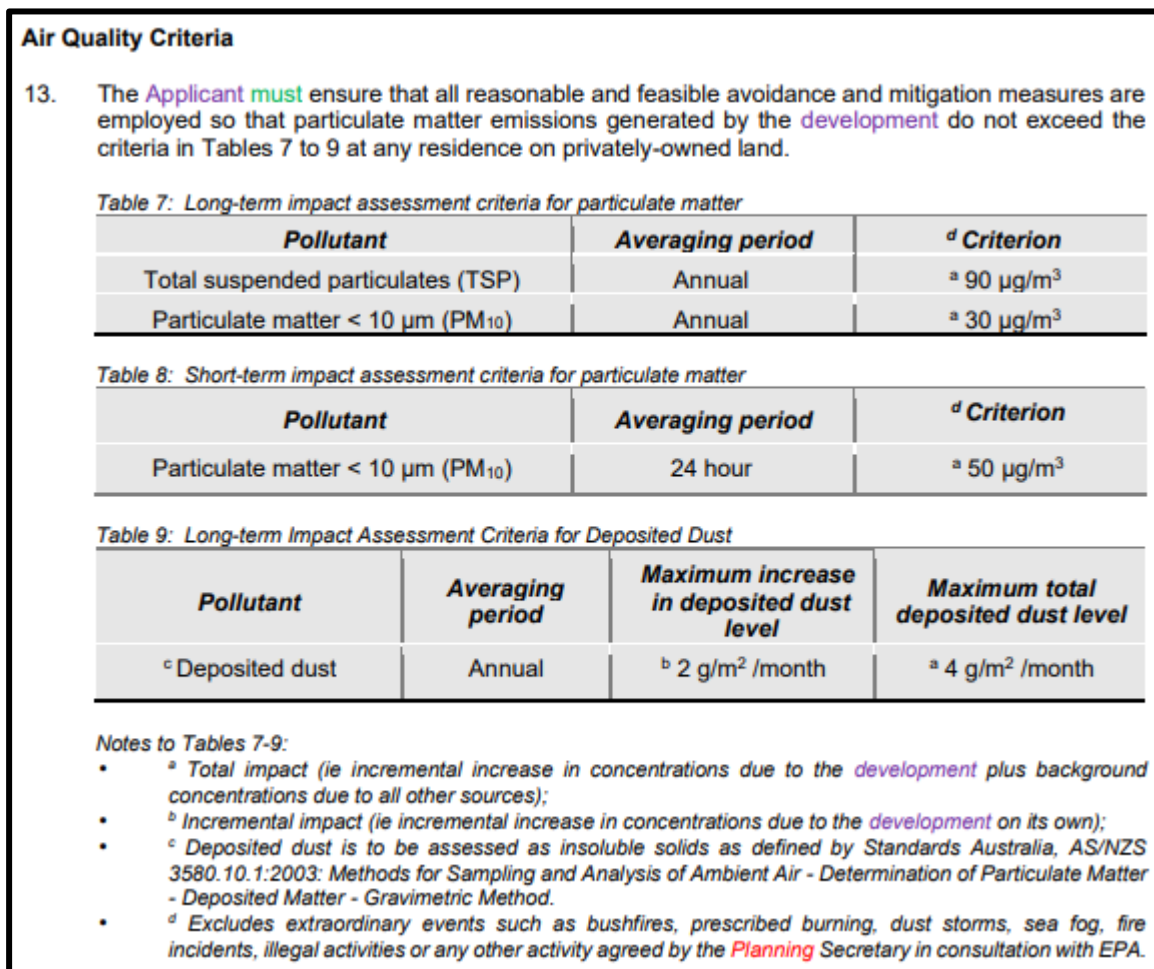 Air Quality Criteria
13. The Applicant must ensure that all reasonable and feasible avoidance and mitigation measures are
employed so that particulate matter emissions generated by the development do not exceed the
criteria in Tables 7 to 9 at any residence on privately-owned land.
Table 7: Long-term impact assessment criteria for particulate matter
Pollutant Averaging period ᵈ Criterion
Total suspended particulates (TSP) Annual ᵃ 90 µg/m³
Particulate matter < 10 µm (PM₁₀) Annual ᵃ 30 µg/m³
Table 8: Short-term impact assessment criteria for particulate matter
Pollutant Averaging period ᵈ Criterion
Particulate matter < 10 µm (PM₁₀) 24 hour ᵃ 50 µg/m³
Table 9: Long-term Impact Assessment Criteria for Deposited Dust
Pollutant Averaging period Maximum increase in deposited dust level Maximum total deposited dust level
ᶜ Deposited dust Annual ᵇ 2 g/m² /month ᵃ 4 g/m² /month
Notes to Tables 7-9:
• ᵃ Total impact (ie incremental increase in concentrations due to the development plus background
concentrations due to all other sources);
• ᵇ Incremental impact (ie incremental increase in concentrations due to the development on its own);
• ᶜ Deposited dust is to be assessed as insoluble solids as defined by Standards Australia, AS/NZS
3580.10.1:2003: Methods for Sampling and Analysis of Ambient Air - Determination of Particulate Matter
- Deposited Matter - Gravimetric Method.
• ᵈ Excludes extraordinary events such as bushfires, prescribed burning, dust storms, sea fog, fire
incidents, illegal activities or any other activity agreed by the Planning Secretary in consultation with EPA.